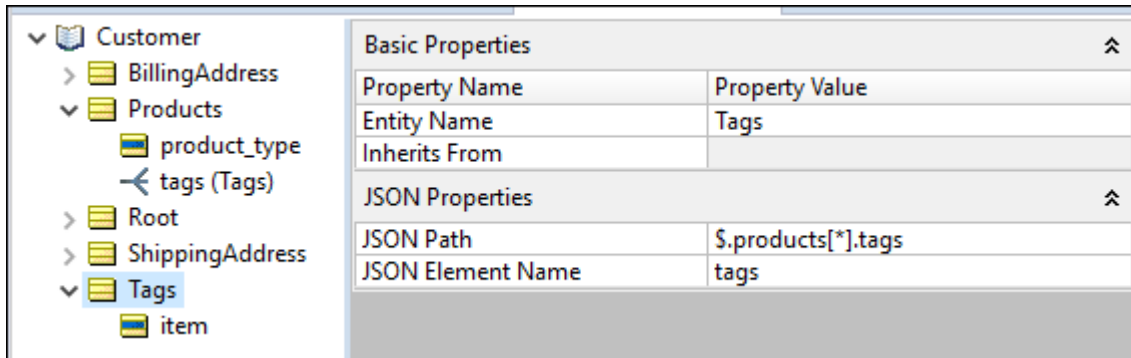 Customer
BillingAddress
Products
product_type
tags (Tags)
Root
ShippingAddress
Tags
item
Basic Properties
Property Name Property Value
Entity Name Tags
Inherits From
JSON Properties
JSON Path $.products[*].tags
JSON Element Name tags